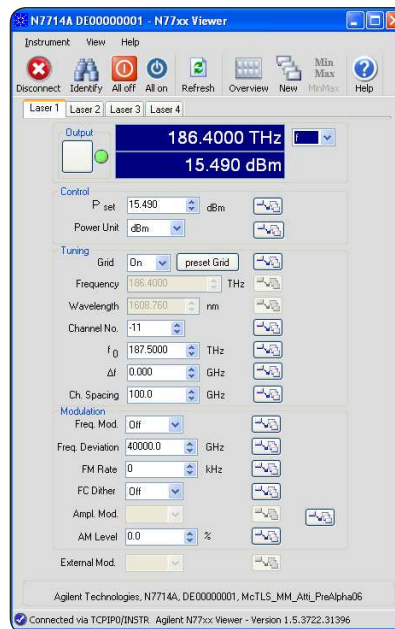 N7714A DE00000001 - N77xx Viewer
Instrument View Help
Disconnect Identify All off All on Refresh Overview New Min Max MinMax Help
Laser 1 Laser 2 Laser 3 Laser 4
Output
186.4000 THz f
15.490 dBm
Control
P set 15.490 dBm
Power Unit dBm
Tuning
Grid On preset Grid
Frequency 186.4000 THz
Wavelength 1608.760 nm
Channel No. -11
f 0 187.5000 THz
Δf 0.000 GHz
Ch. Spacing 100.0 GHz
Modulation
Freq. Mod. Off
Freq. Deviation 40000.0 GHz
FM Rate 0 kHz
FC Dither Off
Ampl. Mod.
AM Level 0.0 %
External Mod.
Agilent Technologies, N7714A, DE00000001, McTLS_MM_Atti_PreAlpha06
Connected via TCPIP0/INSTR Agilent N77xx Viewer - Version 1.5.3722.31396